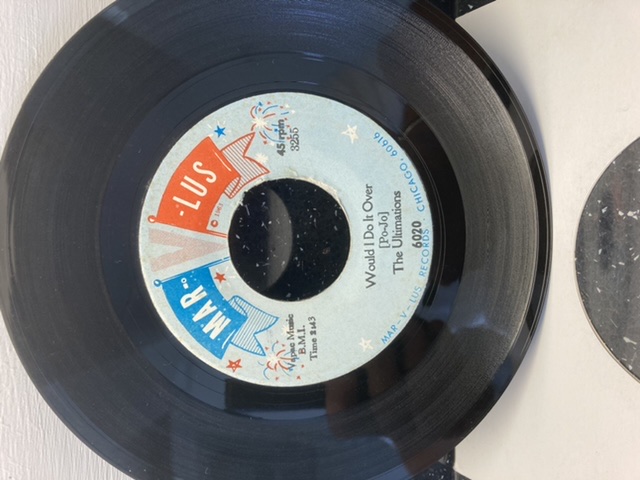 MAR-V-LUS
© 1965
45 rpm
3255
Music
B.M.I.
Time 2:43
Would I Do It Over
[Po-Jo]
The Ultimations
6020
MAR-V-LUS RECORDS CHICAGO, 60616